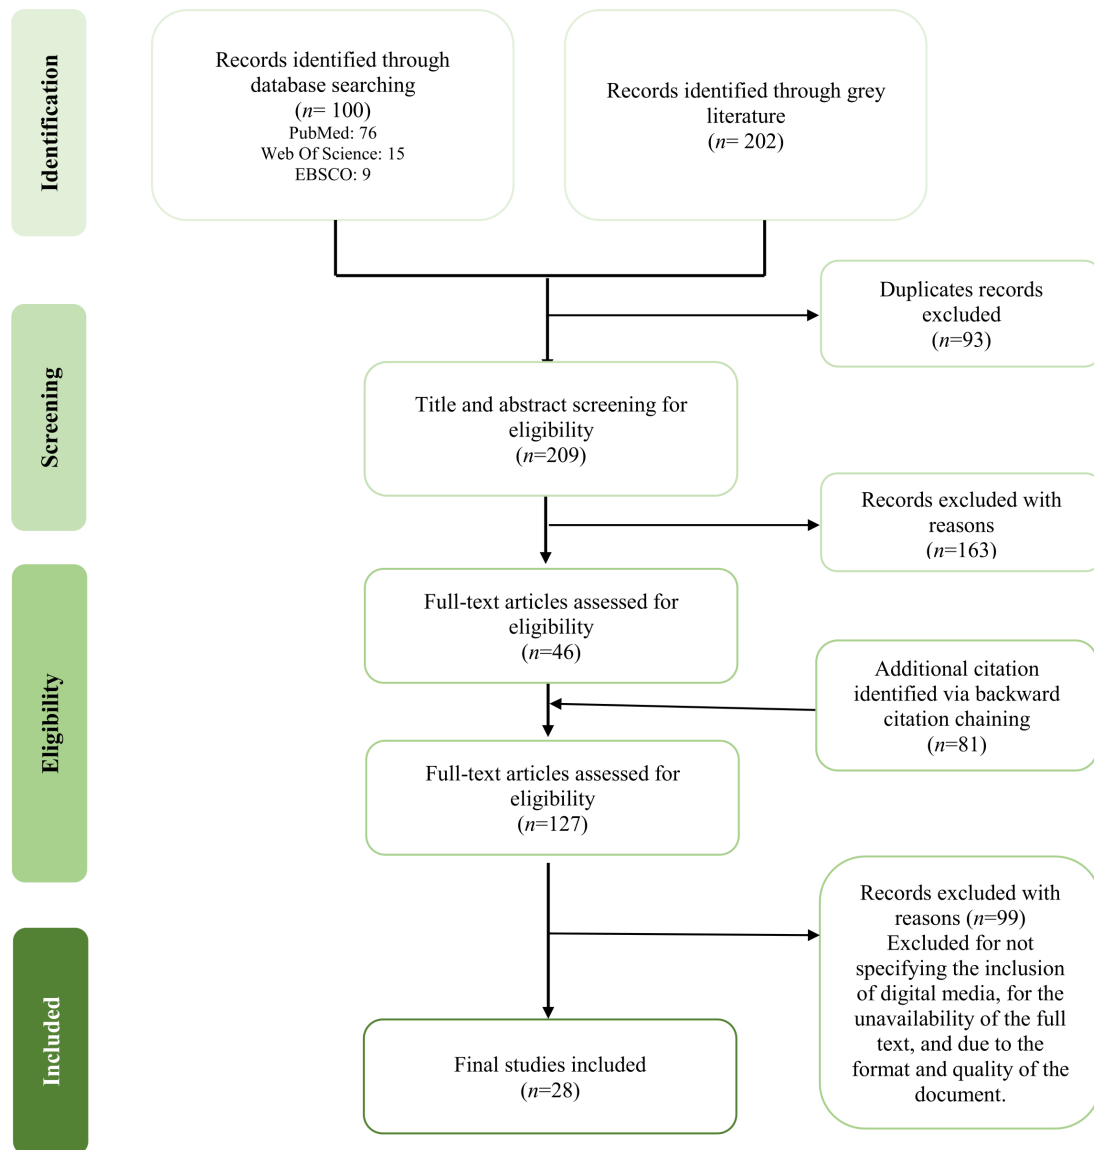 Identification
Records identified through
database searching
(n= 100)
PubMed: 76
Web Of Science: 15
EBSCO: 9
Records identified through grey
literature
(n= 202)
Duplicates records
excluded
(n=93)
Screening
Title and abstract screening for
eligibility
(n=209)
Records excluded with
reasons
(n=163)
Eligibility
Full-text articles assessed for
eligibility
(n=46)
Additional citation
identified via backward
citation chaining
(n=81)
Full-text articles assessed for
eligibility
(n=127)
Records excluded with
reasons (n=99)
Excluded for not
specifying the inclusion
of digital media, for the
unavailability of the full
text, and due to the
format and quality of the
document.
Included
Final studies included
(n=28)